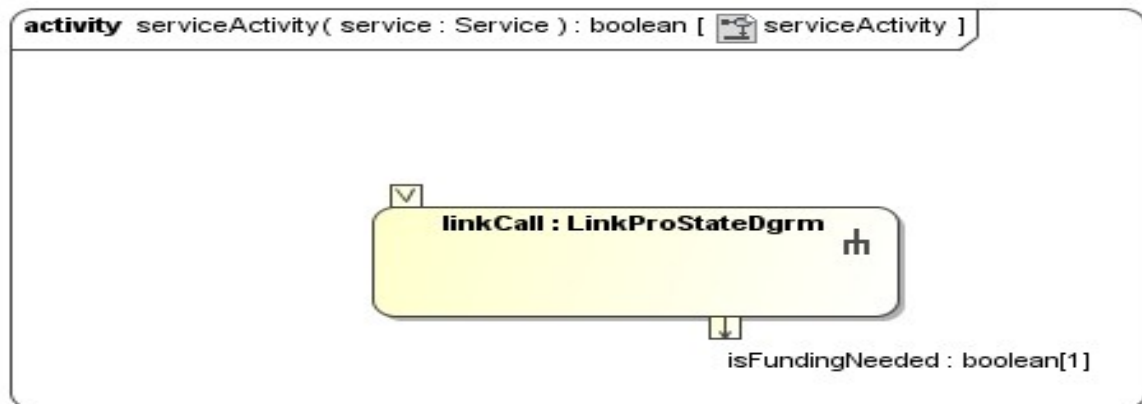 activity serviceActivity( service : Service ) : boolean [ serviceActivity ]
linkCall : LinkProStateDgrm
isFundingNeeded : boolean[1]